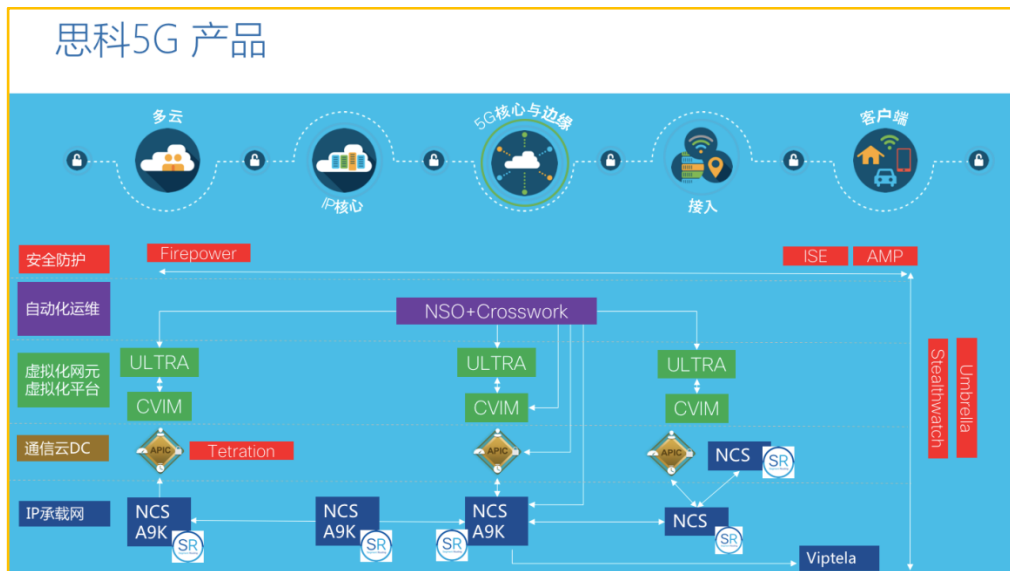 思科5G 产品
多云
IP核心
5G核心与边缘
接入
客户端
安全防护
Firepower
ISE
AMP
自动化运维
NSO+Crosswork
虚拟化网元
虚拟化平台
ULTRA
ULTRA
ULTRA
CVIM
CVIM
CVIM
Stealthwatch
Umbrella
通信云DC
APIC
Tetration
APIC
APIC
NCS
SR
IP承载网
NCS
A9K
SR
NCS
A9K
SR
SR
NCS
A9K
NCS
SR
Viptela